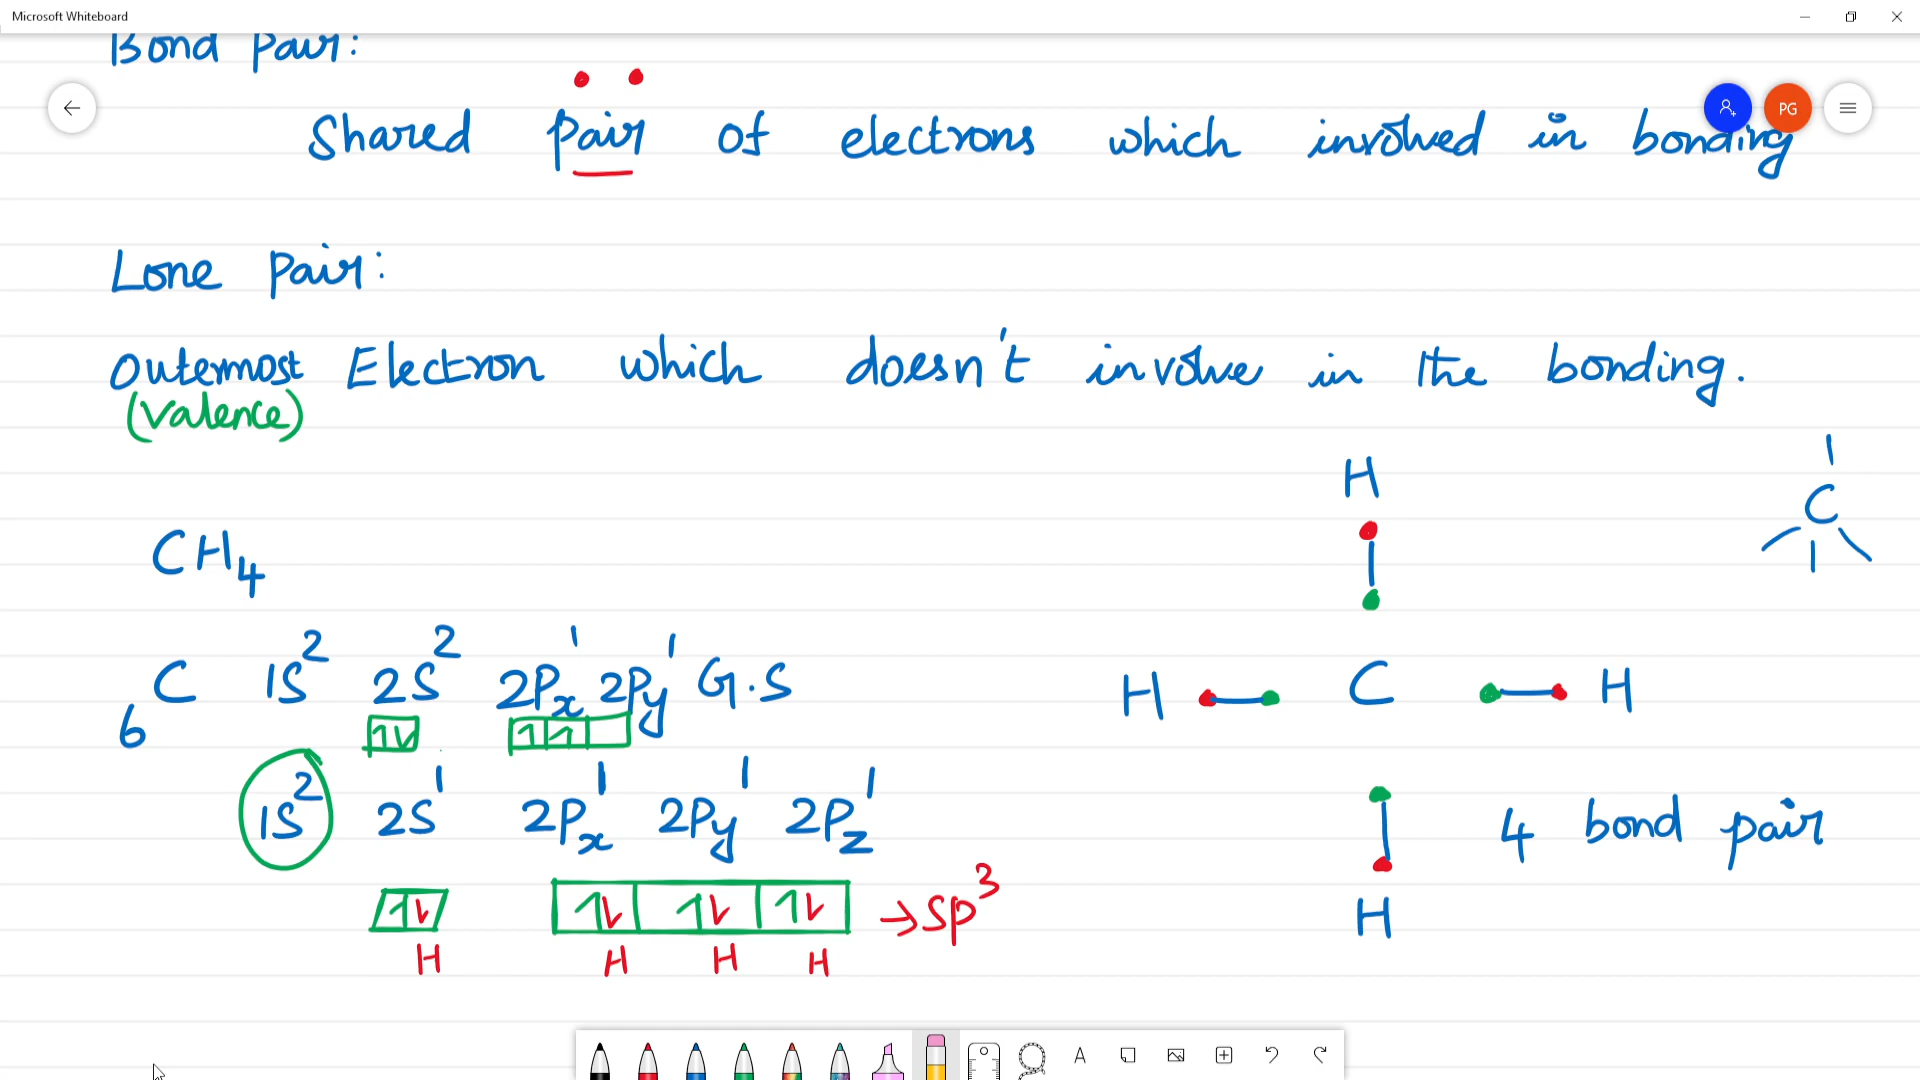 Microsoft Whiteboard
Bond Pair:
PG
Shared pair of electrons which involved in bonding
Lone Pair:
Outermost Electron which doesn't involve in the bonding.
(Valence)
H
C
CH4
6C 1S² 2S² 2Px¹ 2Py¹ G.S
H C H
1S² 2S¹ 2Px¹ 2Py¹ 2Pz¹
4 bond pair
→ SP³
H
H H H H
A